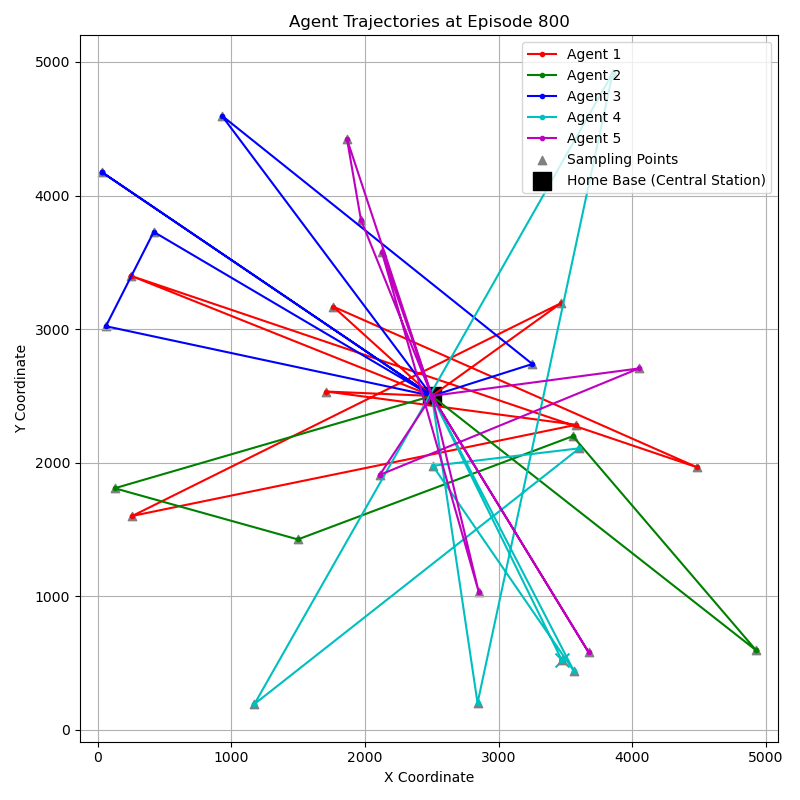 Agent Trajectories at Episode 800
Agent 1
Agent 2
Agent 3
Agent 4
Agent 5
Sampling Points
Home Base (Central Station)
5000
4000
3000
2000
1000
0
Y Coordinate
0 1000 2000 3000 4000 5000
X Coordinate